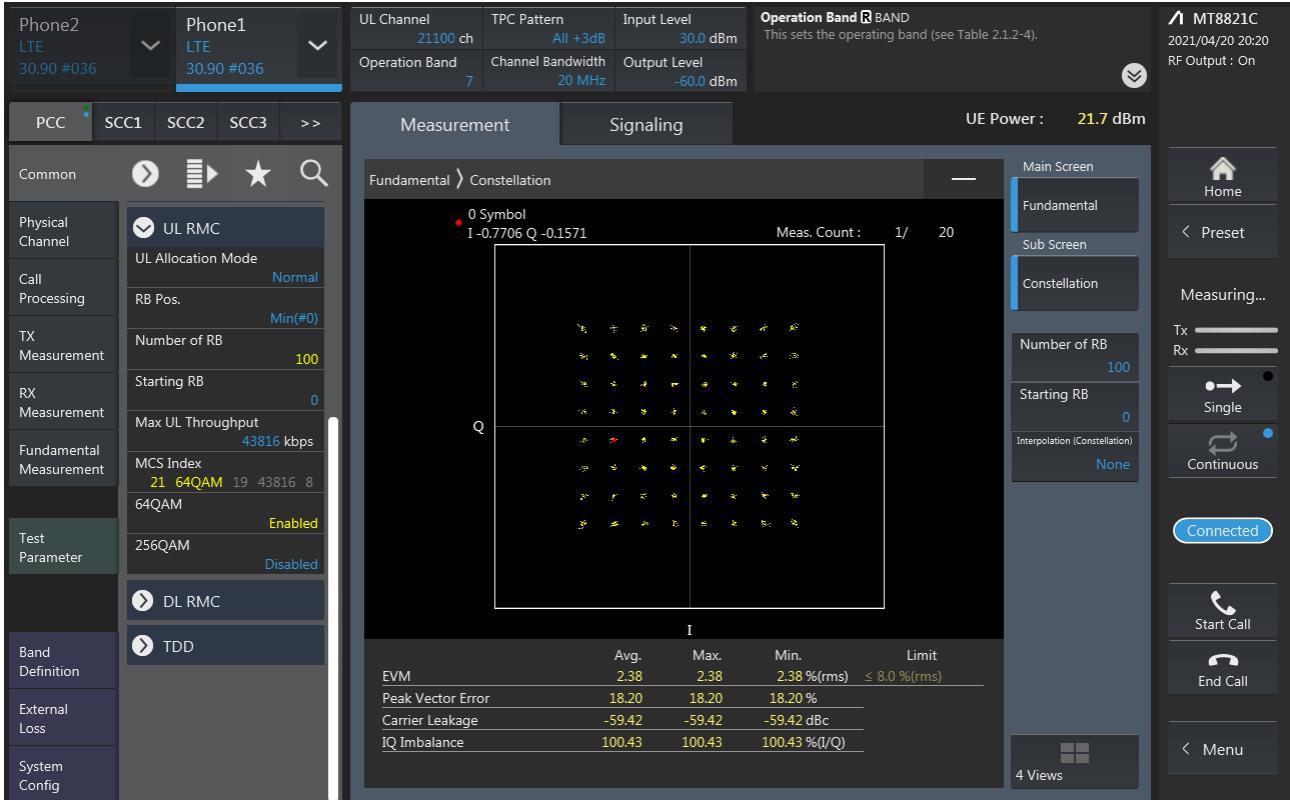 Phone2
LTE
30.90 #036
Phone1
LTE
30.90 #036
UL Channel
21100 ch
TPC Pattern
All +3dB
Input Level
30.0 dBm
Operation Band
7
Channel Bandwidth
20 MHz
Output Level
-60.0 dBm
Operation Band R BAND
This sets the operating band (see Table 2.1.2-4).
MT8821C
2021/04/20 20:20
RF Output : On
PCC
SCC1
SCC2
SCC3
>>
Measurement
Signaling
UE Power : 21.7 dBm
Common
Physical
Channel
Call
Processing
TX
Measurement
RX
Measurement
Fundamental
Measurement
Test
Parameter
Band
Definition
External
Loss
System
Config
UL RMC
UL Allocation Mode
Normal
RB Pos.
Min(#0)
Number of RB
100
Starting RB
0
Max UL Throughput
43816 kbps
MCS Index
21 64QAM 19 43816 8
64QAM
Enabled
256QAM
Disabled
DL RMC
TDD
Fundamental 〉 Constellation
0 Symbol
I -0.7706 Q -0.1571
Meas. Count : 1/ 20
Q
I
Avg. Max. Min. Limit
EVM 2.38 2.38 2.38 %(rms) ≤ 8.0 %(rms)
Peak Vector Error 18.20 18.20 18.20 %
Carrier Leakage -59.42 -59.42 -59.42 dBc
IQ Imbalance 100.43 100.43 100.43 %(I/Q)
Main Screen
Fundamental
Sub Screen
Constellation
Number of RB
100
Starting RB
0
Interpolation (Constellation)
None
4 Views
Home
< Preset
Measuring...
Tx
Rx
Single
Continuous
Connected
Start Call
End Call
< Menu